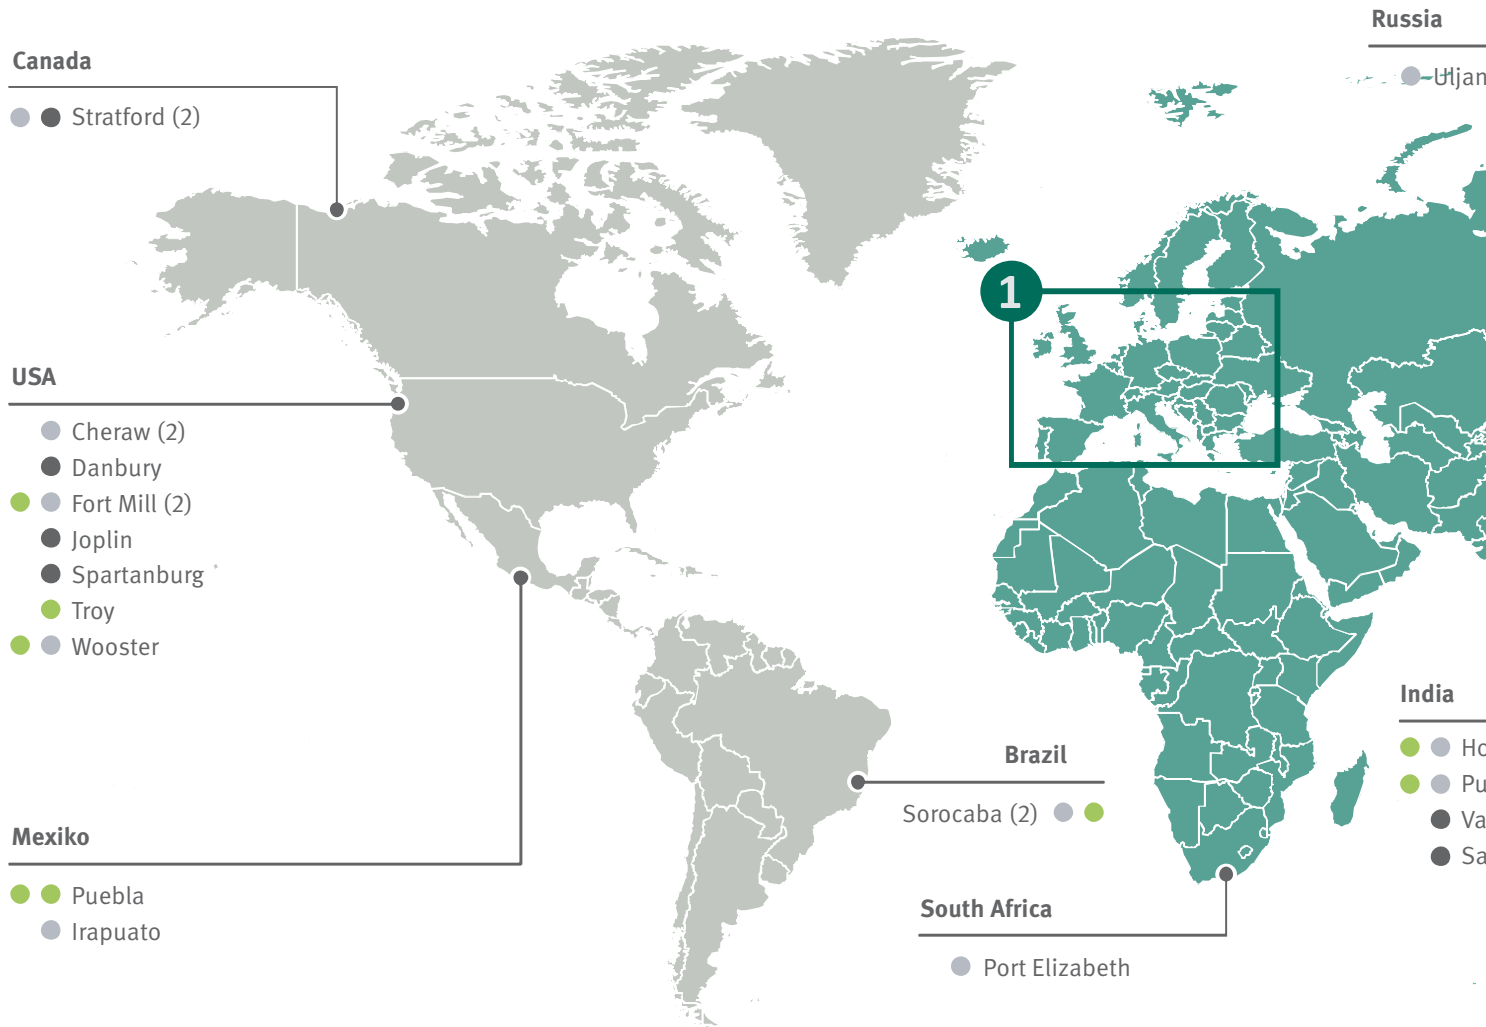 Russia
Canada
Stratford (2)
1
USA
Cheraw (2)
Danbury
Fort Mill (2)
Joplin
Spartanburg
Troy
Wooster
India
Brazil
Sorocaba (2)
Mexiko
Puebla
Irapuato
South Africa
Port Elizabeth